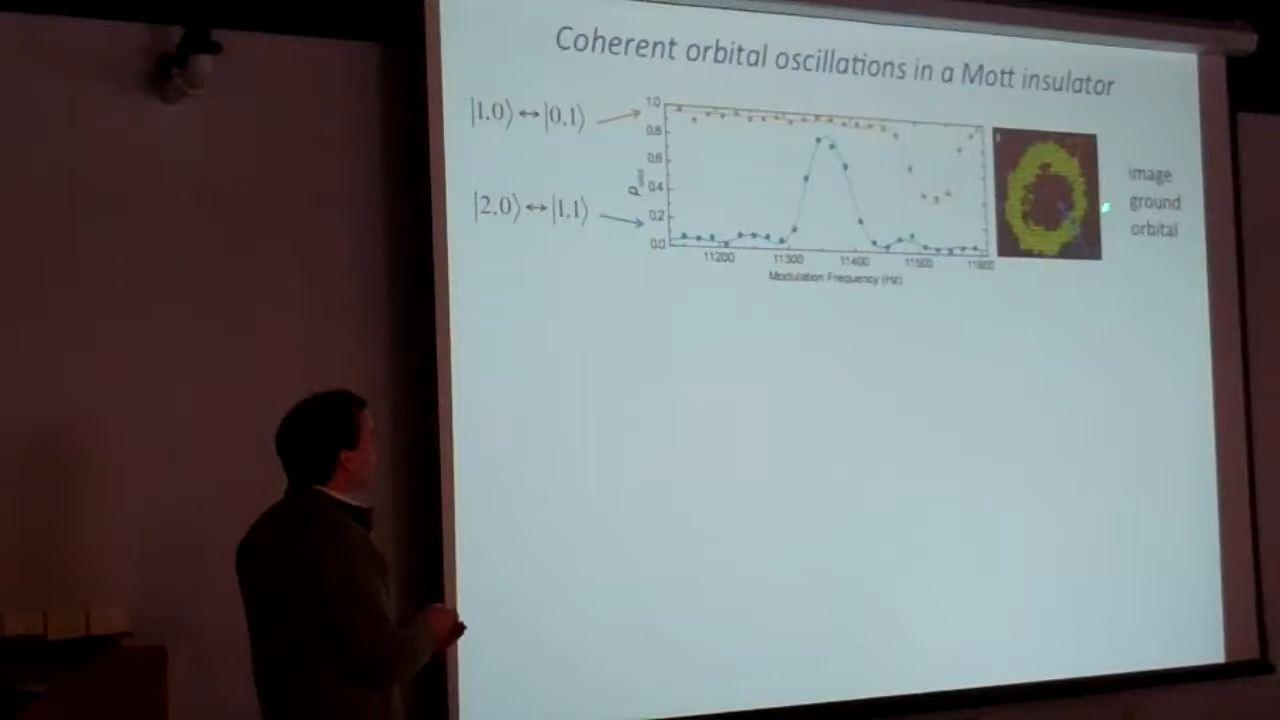 Coherent orbital oscillations in a Mott insulator
|1.0⟩↔|0.1⟩
|2.0⟩↔|1.1⟩
1.0
0.8
0.6
0.4
0.2
0.0
11200 11300 11400 11500 11600
Modulation Frequency (Hz)
image
ground
orbital